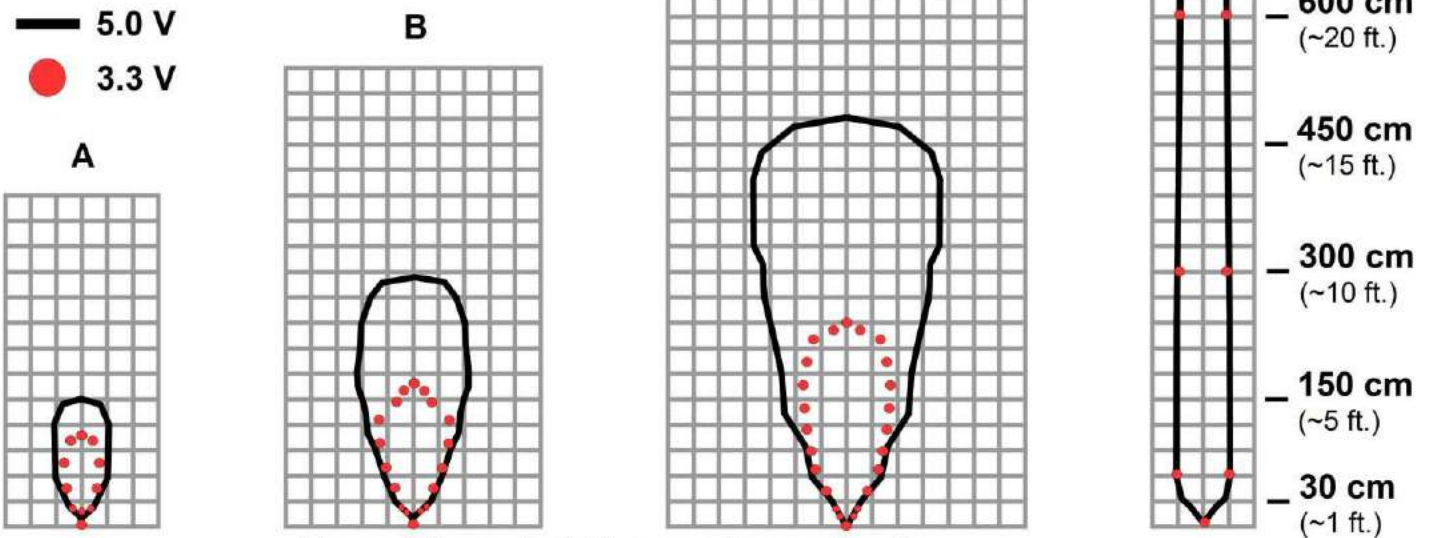 5.0 V
3.3 V
A
B
600 cm
(~20 ft.)
450 cm
(~15 ft.)
300 cm
(~10 ft.)
150 cm
(~5 ft.)
30 cm
(~1 ft.)